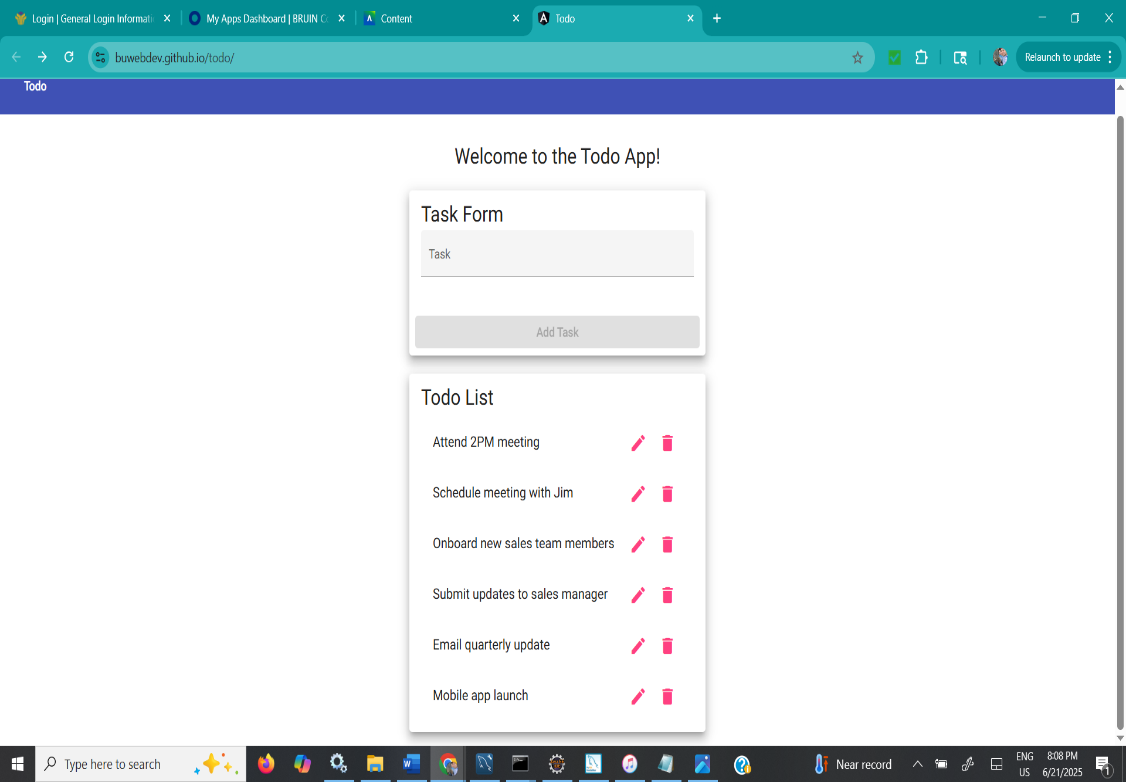 Login | General Login Informati
My Apps Dashboard | BRUIN C
Content
Todo
buwebdev.github.io/todo/
Relaunch to update
Todo
Welcome to the Todo App!
Task Form
Task
Add Task
Todo List
Attend 2PM meeting
Schedule meeting with Jim
Onboard new sales team members
Submit updates to sales manager
Email quarterly update
Mobile app launch
Type here to search
Near record
ENG
US
8:08 PM
6/21/2025
1